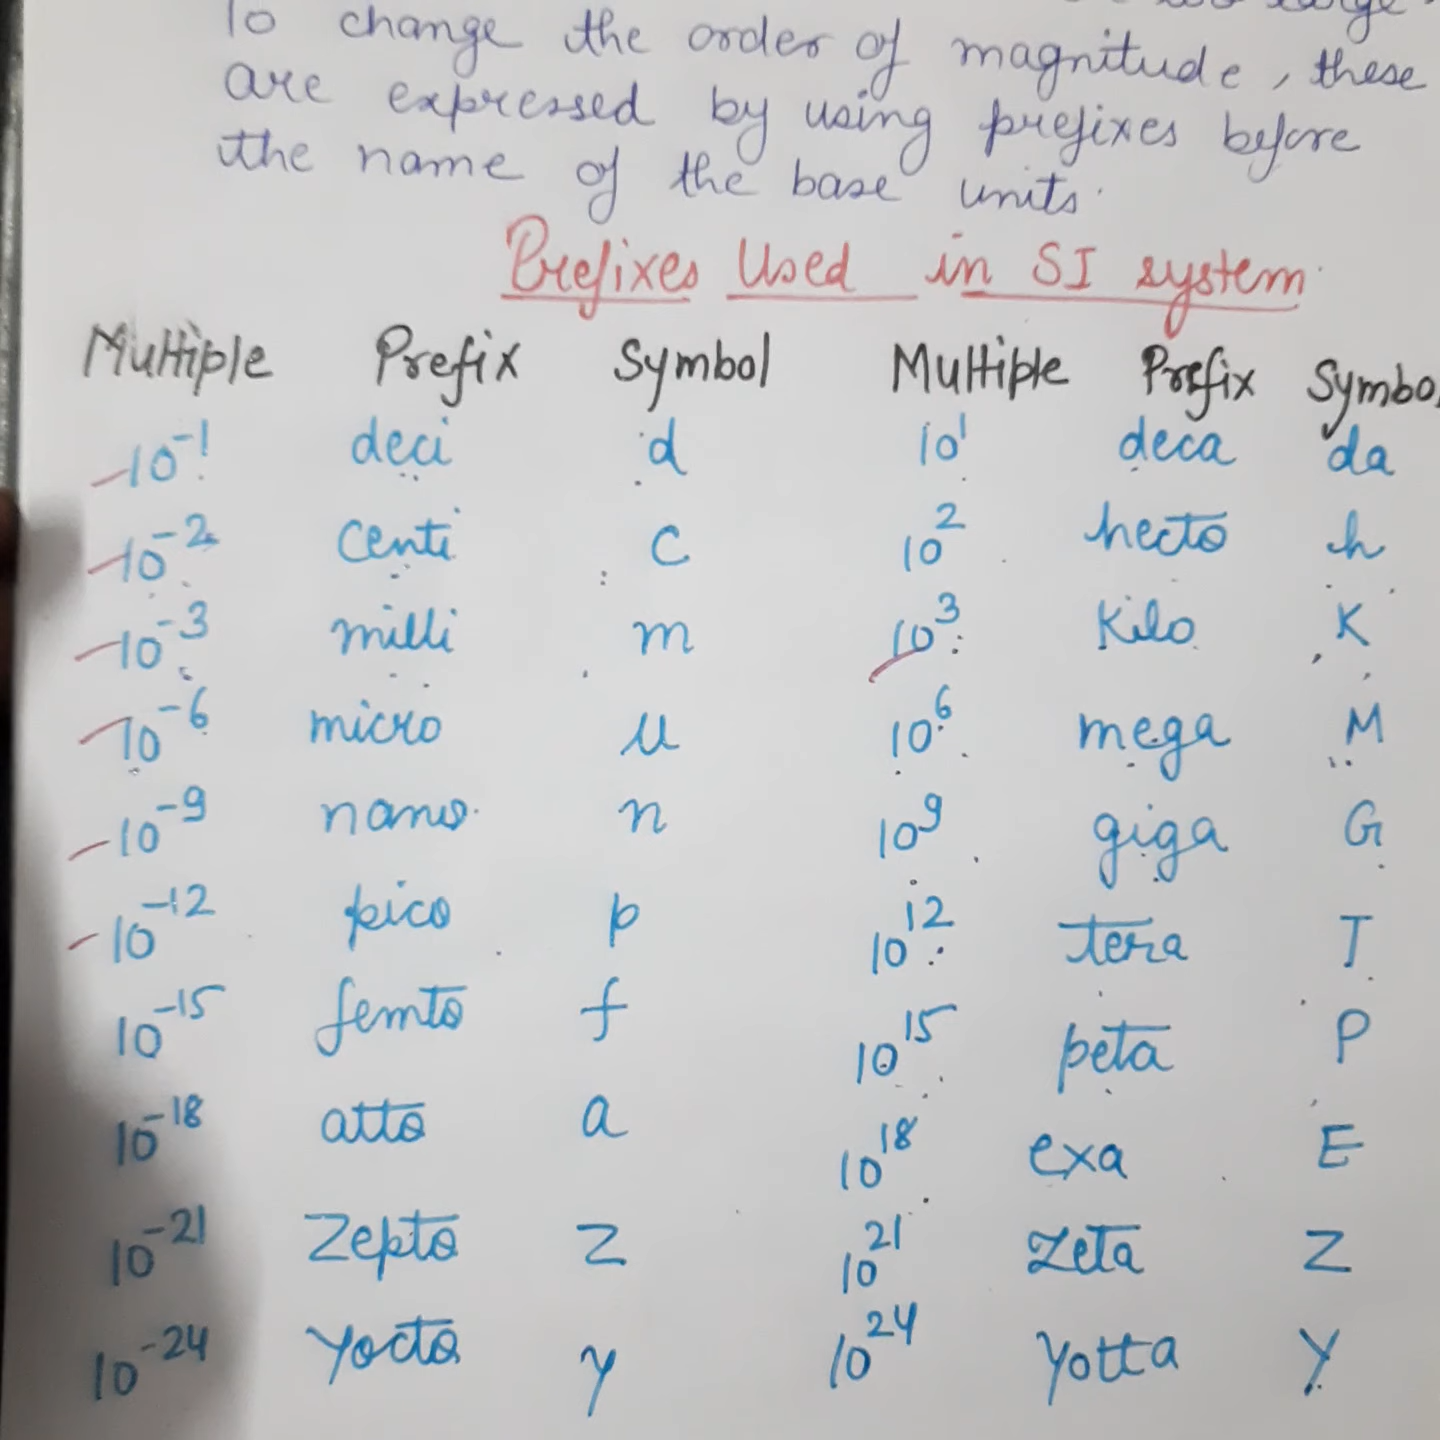 large
To change the order of magnitude, these
are expressed by using prefixes before
the name of the base units.
Prefixes Used in SI system
Multiple Prefix Symbol Multiple Prefix Symbol
10⁻¹ deci d 10¹ deca da
10⁻² centi c 10² hecto h
10⁻³ milli m 10³ Kilo K
10⁻⁶ micro u 10⁶ mega M
10⁻⁹ nano n 10⁹ giga G
10⁻¹² pico p 10¹² tera T
10⁻¹⁵ femto f 10¹⁵ peta P
10⁻¹⁸ atto a 10¹⁸ exa E
10⁻²¹ Zepto Z 10²¹ Zeta Z
10⁻²⁴ Yocto y 10²⁴ Yotta Y